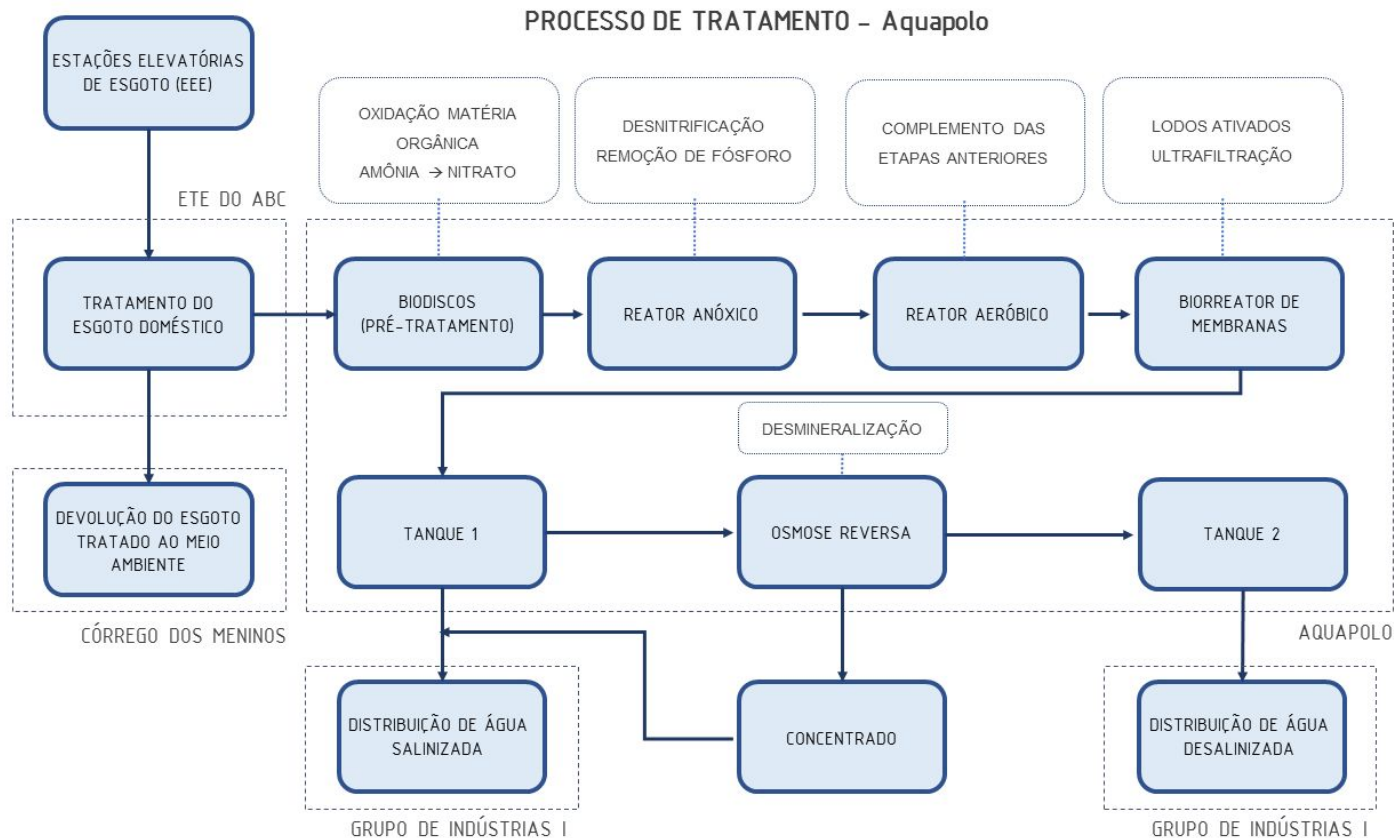 PROCESSO DE TRATAMENTO – Aquapolo
ESTAÇÕES ELEVATÓRIAS
DE ESGOTO (EEE)
OXIDAÇÃO MATÉRIA
ORGÂNICA
AMÔNIA → NITRATO
DESNITRIFICAÇÃO
REMOÇÃO DE FÓSFORO
COMPLEMENTO DAS
ETAPAS ANTERIORES
LODOS ATIVADOS
ULTRAFILTRAÇÃO
ETE DO ABC
TRATAMENTO DO
ESGOTO DOMÉSTICO
BIODISCOS
(PRÉ-TRATAMENTO)
REATOR ANÓXICO
REATOR AERÓBICO
BIORREATOR DE
MEMBRANAS
DESMINERALIZAÇÃO
DEVOLUÇÃO DO ESGOTO
TRATADO AO MEIO
AMBIENTE
TANQUE 1
OSMOSE REVERSA
TANQUE 2
CÓRREGO DOS MENINOS
AQUAPOLO
DISTRIBUIÇÃO DE ÁGUA
SALINIZADA
CONCENTRADO
DISTRIBUIÇÃO DE ÁGUA
DESALINIZADA
GRUPO DE INDÚSTRIAS I
GRUPO DE INDÚSTRIAS I